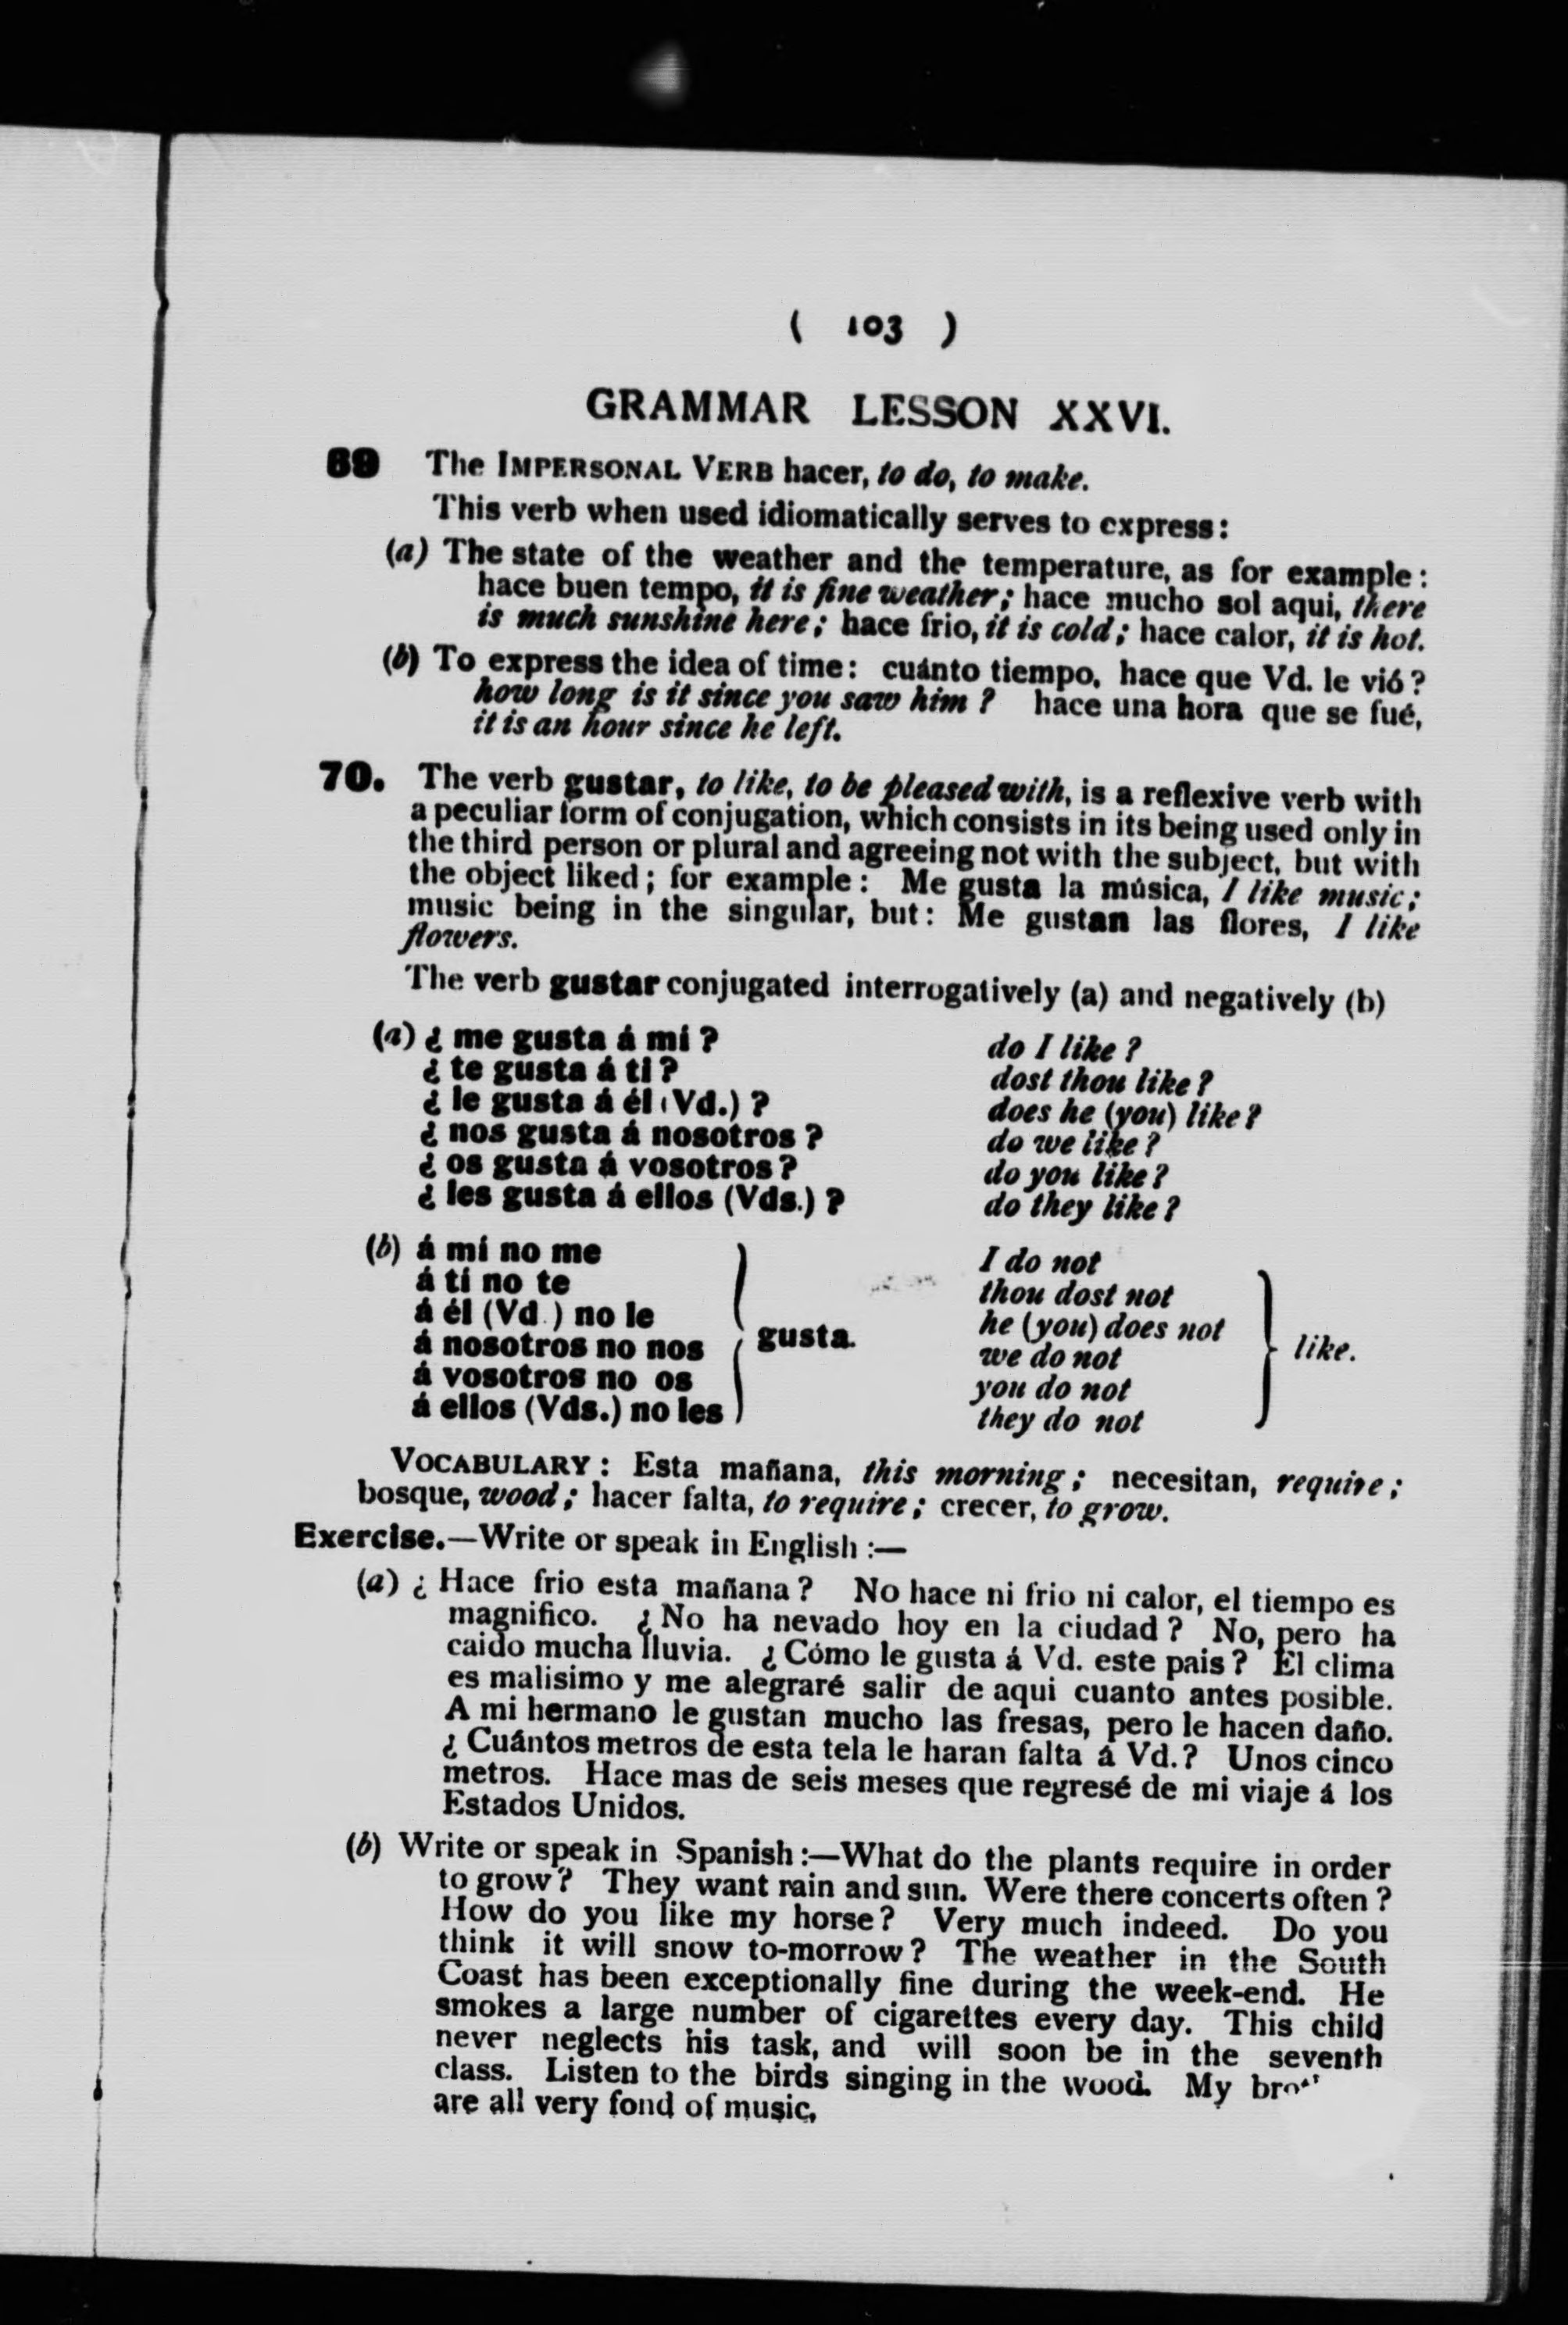 ( 103 )
GRAMMAR LESSON XXVI.
69 The IMPERSONAL VERB hacer, to do, to make.
This verb when used idiomatically serves to express:
(a) The state of the weather and the temperature, as for example:
hace buen tempo, it is fine weather; hace mucho sol aqui, there
is much sunshine here; hace frio, it is cold; hace calor, it is hot.
(b) To express the idea of time: cuánto tiempo, hace que Vd. le vió?
how long is it since you saw him? hace una hora que se fué,
it is an hour since he left.
70. The verb gustar, to like, to be pleased with, is a reflexive verb with
a peculiar form of conjugation, which consists in its being used only in
the third person or plural and agreeing not with the subject, but with
the object liked; for example: Me gusta la música, I like music;
music being in the singular, but: Me gustan las flores, I like
flowers.
The verb gustar conjugated interrogatively (a) and negatively (b)
(a) ¿ me gusta á mi? do I like?
¿ te gusta á ti? dost thou like?
¿ le gusta á él (Vd.)? does he (you) like?
¿ nos gusta á nosotros? do we like?
¿ os gusta á vosotros? do you like?
¿ les gusta á ellos (Vds.)? do they like?
(b) á mí no me I do not
á tí no te thou dost not
á él (Vd.) no le he (you) does not
á nosotros no nos gusta. we do not like.
á vosotros no os you do not
á ellos (Vds.) no les they do not
VOCABULARY: Esta mañana, this morning; necesitan, require;
bosque, wood; hacer falta, to require; crecer, to grow.
Exercise.—Write or speak in English:—
(a) ¿ Hace frio esta mañana? No hace ni frio ni calor, el tiempo es
magnifico. ¿ No ha nevado hoy en la ciudad? No, pero ha
caido mucha lluvia. ¿ Cómo le gusta á Vd. este pais? El clima
es malisimo y me alegraré salir de aqui cuanto antes posible.
A mi hermano le gustan mucho las fresas, pero le hacen daño.
¿ Cuántos metros de esta tela le haran falta á Vd.? Unos cinco
metros. Hace mas de seis meses que regresé de mi viaje á los
Estados Unidos.
(b) Write or speak in Spanish:—What do the plants require in order
to grow? They want rain and sun. Were there concerts often?
How do you like my horse? Very much indeed. Do you
think it will snow to-morrow? The weather in the South
Coast has been exceptionally fine during the week-end. He
smokes a large number of cigarettes every day. This child
never neglects his task, and will soon be in the seventh
class. Listen to the birds singing in the wood. My
are all very fond of music,